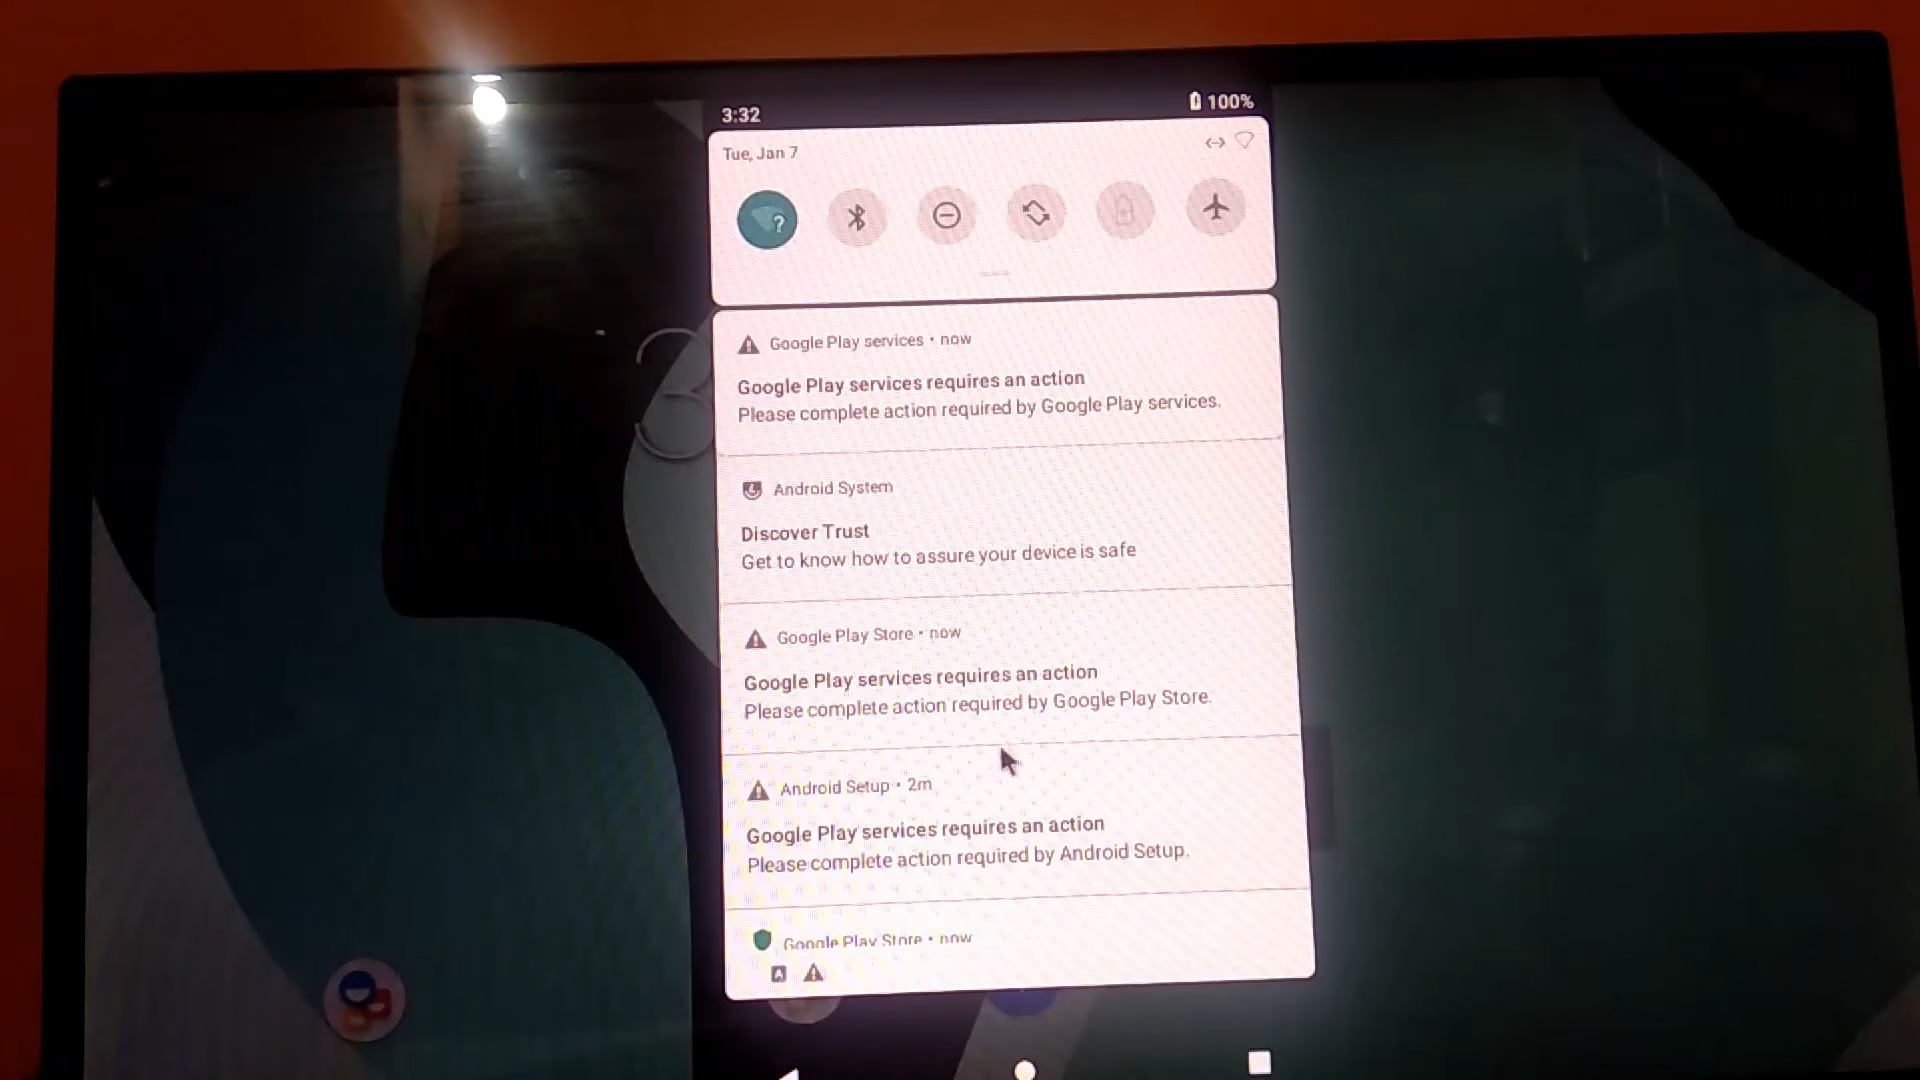 3:32
100%
Tue, Jan 7
?
3
Google Play services • now
Google Play services requires an action
Please complete action required by Google Play services.
Android System
Discover Trust
Get to know how to assure your device is safe
Google Play Store • now
Google Play services requires an action
Please complete action required by Google Play Store.
Android Setup • 2m
Google Play services requires an action
Please complete action required by Android Setup.
Google Play Store • now
A